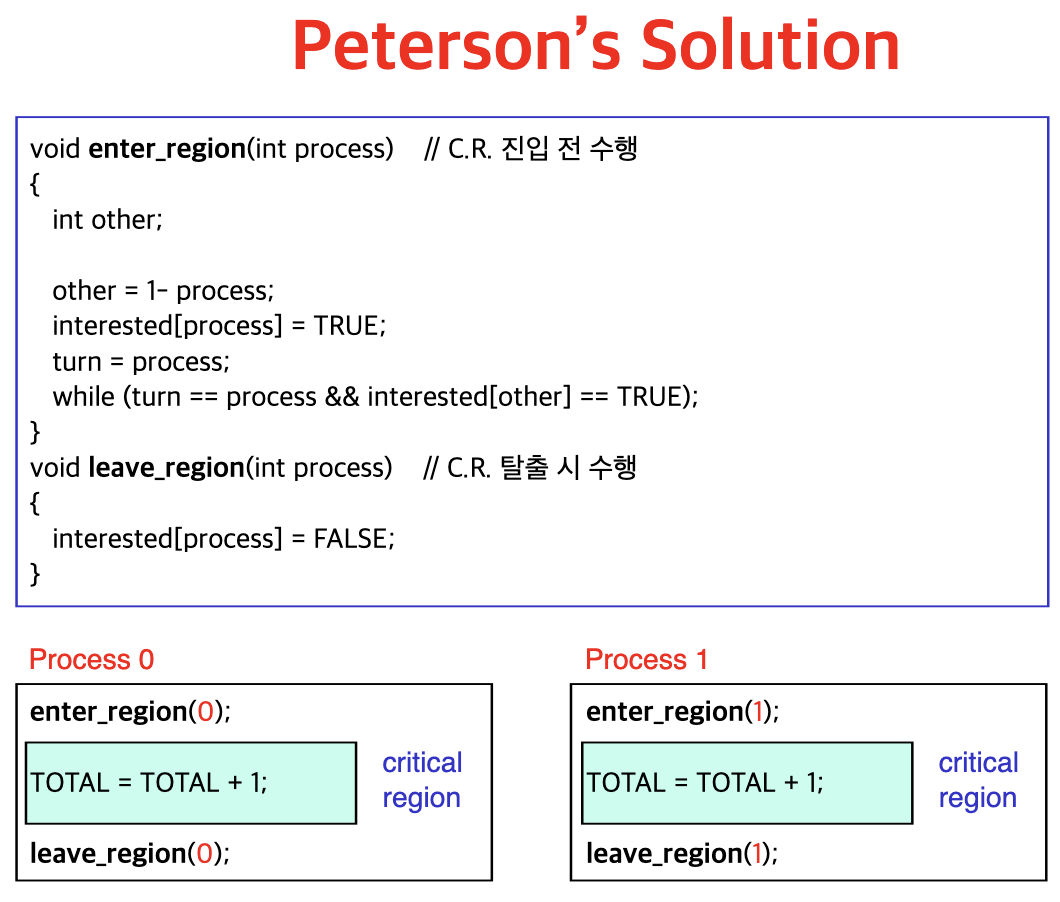 Peterson’s Solution
void enter_region(int process) // C.R. 진입 전 수행
{
int other;
other = 1- process;
interested[process] = TRUE;
turn = process;
while (turn == process && interested[other] == TRUE);
}
void leave_region(int process) // C.R. 탈출 시 수행
{
interested[process] = FALSE;
}
Process 0
enter_region(0);
TOTAL = TOTAL + 1;
critical
region
leave_region(0);
Process 1
enter_region(1);
TOTAL = TOTAL + 1;
critical
region
leave_region(1);